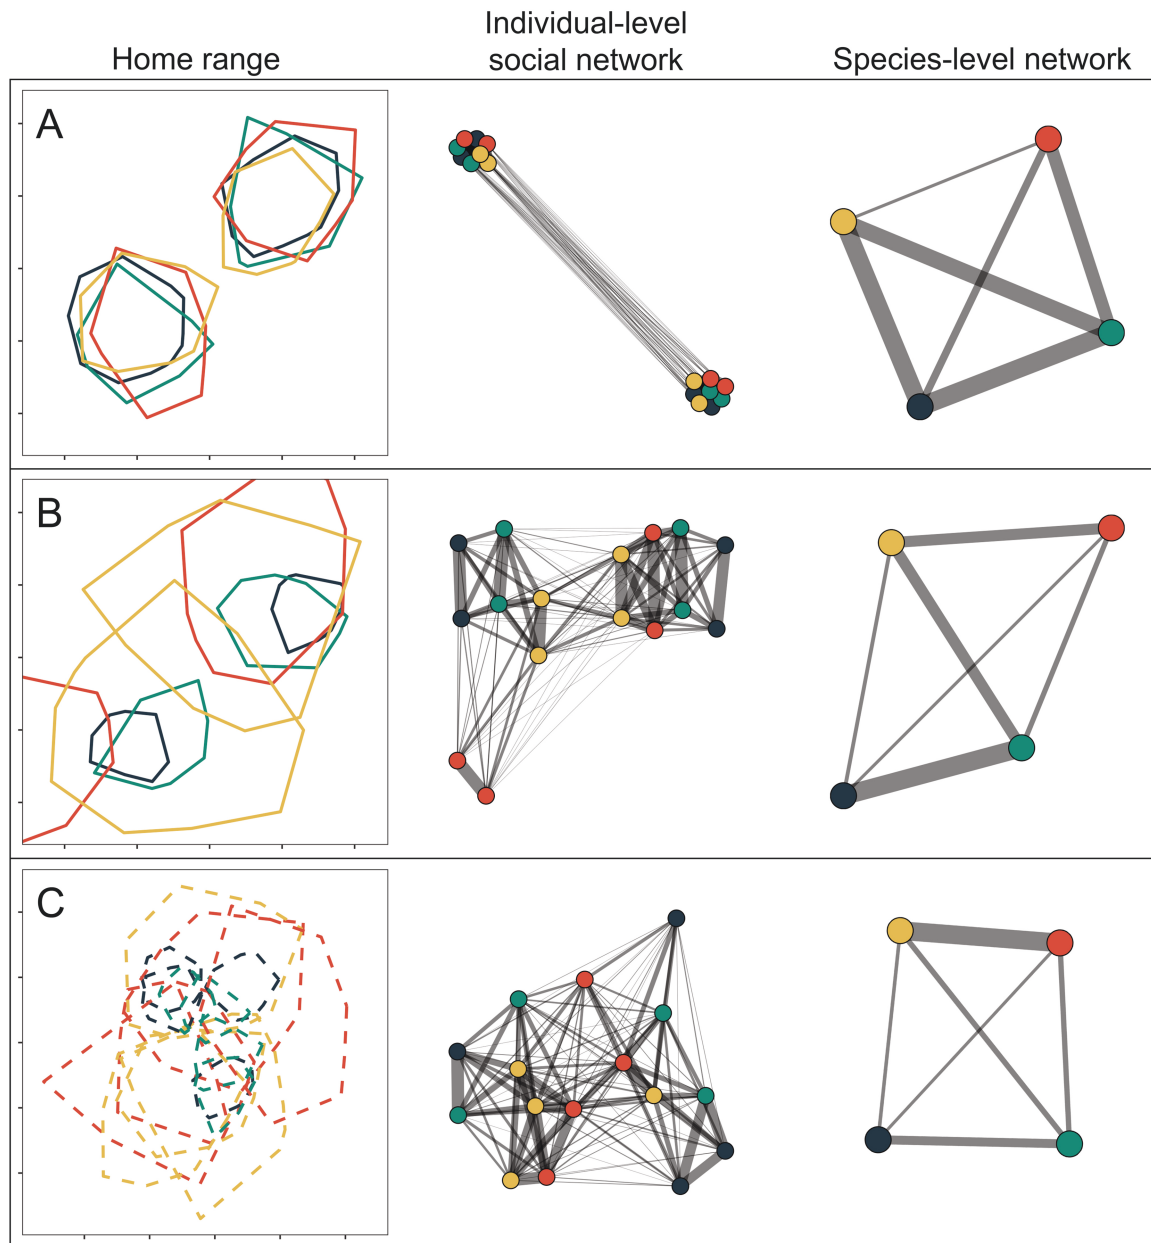 Home range
Individual-level
social network
Species-level network
A
B
C